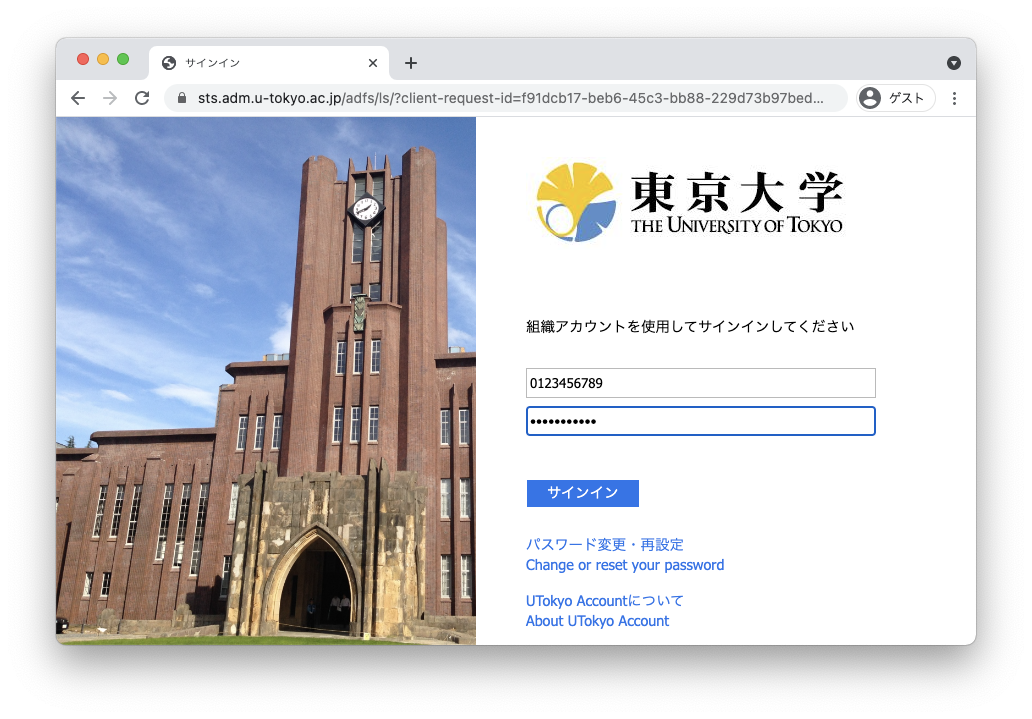 サインイン
sts.adm.u-tokyo.ac.jp/adfs/ls/?client-request-id=f91dcb17-beb6-45c3-bb88-229d73b97bed...
ゲスト
東京大学
THE UNIVERSITY OF TOKYO
組織アカウントを使用してサインインしてください
0123456789
•••••••••••
サインイン
パスワード変更・再設定
Change or reset your password
UTokyo Accountについて
About UTokyo Account